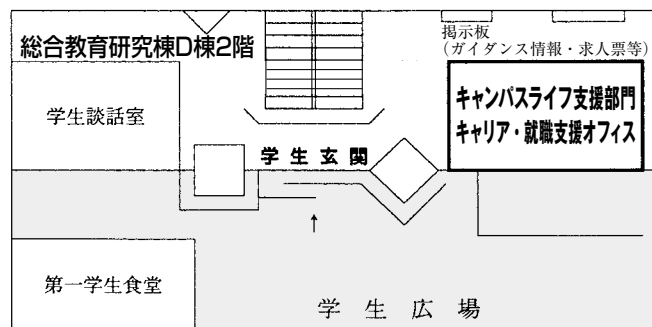 総合教育研究棟D棟2階
掲示板
(ガイダンス情報・求人票等)
学生談話室
キャンパスライフ支援部門
キャリア・就職支援オフィス
学生玄関
↑
第一学生食堂
学生広場